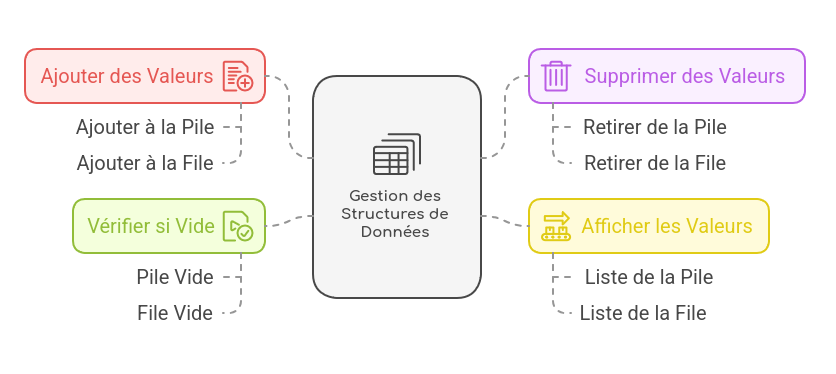 Ajouter des Valeurs
Ajouter à la Pile
Ajouter à la File
Vérifier si Vide
Pile Vide
File Vide
Gestion des
Structures de
Données
Supprimer des Valeurs
Retirer de la Pile
Retirer de la File
Afficher les Valeurs
Liste de la Pile
Liste de la File